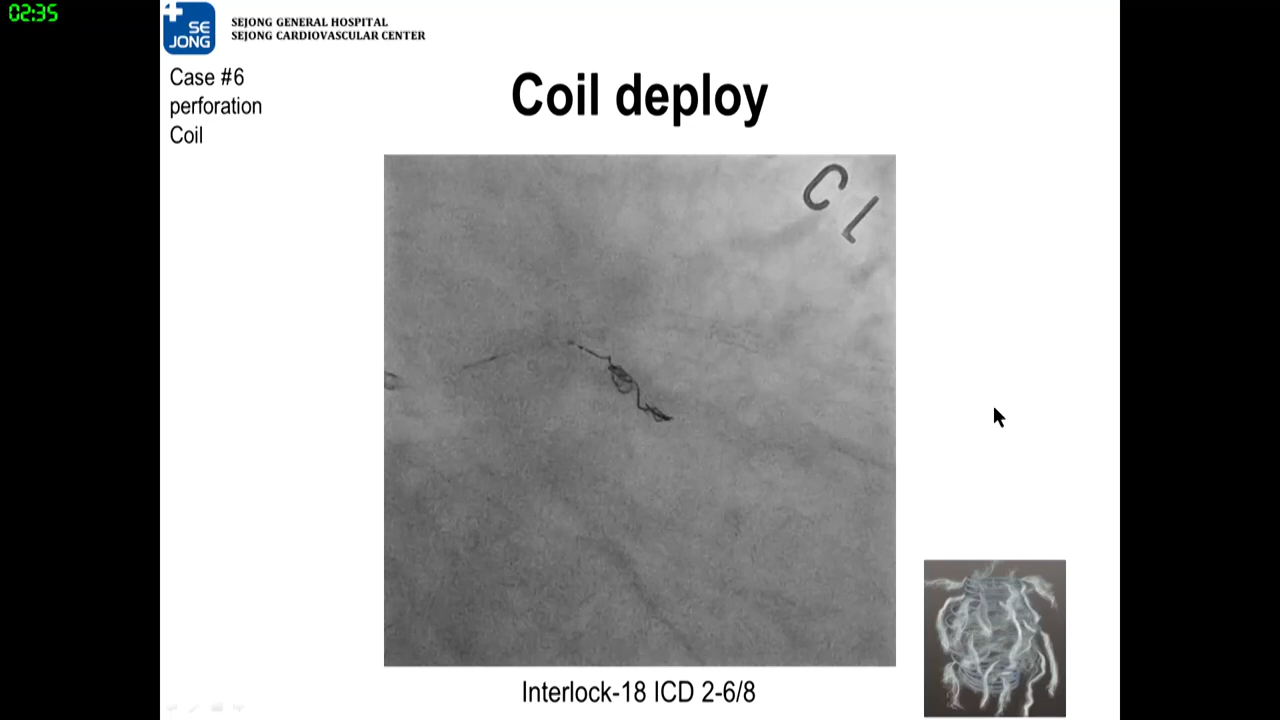 02:35
SE
JONG
SEJONG GENERAL HOSPITAL
SEJONG CARDIOVASCULAR CENTER
Case #6
perforation
Coil
Coil deploy
Interlock-18 ICD 2-6/8